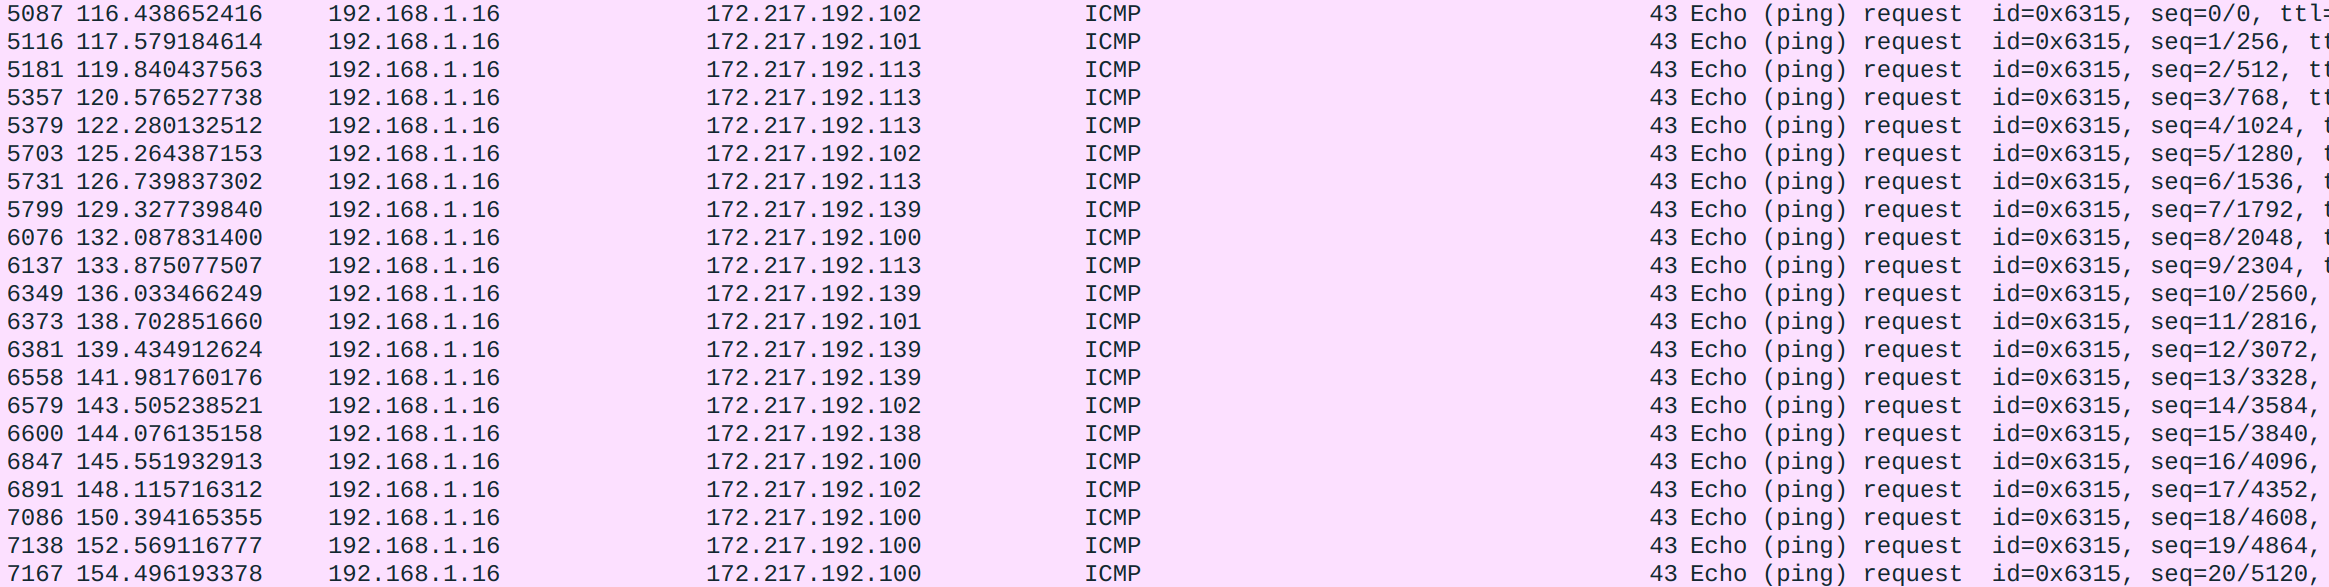 5087 116.438652416 192.168.1.16 172.217.192.102 ICMP 43 Echo (ping) request id=0x6315, seq=0/0, ttl=
5116 117.579184614 192.168.1.16 172.217.192.101 ICMP 43 Echo (ping) request id=0x6315, seq=1/256, tt
5181 119.840437563 192.168.1.16 172.217.192.113 ICMP 43 Echo (ping) request id=0x6315, seq=2/512, tt
5357 120.576527738 192.168.1.16 172.217.192.113 ICMP 43 Echo (ping) request id=0x6315, seq=3/768, tt
5379 122.280132512 192.168.1.16 172.217.192.113 ICMP 43 Echo (ping) request id=0x6315, seq=4/1024, t
5703 125.264387153 192.168.1.16 172.217.192.102 ICMP 43 Echo (ping) request id=0x6315, seq=5/1280, t
5731 126.739837302 192.168.1.16 172.217.192.113 ICMP 43 Echo (ping) request id=0x6315, seq=6/1536, t
5799 129.327739840 192.168.1.16 172.217.192.139 ICMP 43 Echo (ping) request id=0x6315, seq=7/1792, t
6076 132.087831400 192.168.1.16 172.217.192.100 ICMP 43 Echo (ping) request id=0x6315, seq=8/2048, t
6137 133.875077507 192.168.1.16 172.217.192.113 ICMP 43 Echo (ping) request id=0x6315, seq=9/2304, t
6349 136.033466249 192.168.1.16 172.217.192.139 ICMP 43 Echo (ping) request id=0x6315, seq=10/2560,
6373 138.702851660 192.168.1.16 172.217.192.101 ICMP 43 Echo (ping) request id=0x6315, seq=11/2816,
6381 139.434912624 192.168.1.16 172.217.192.139 ICMP 43 Echo (ping) request id=0x6315, seq=12/3072,
6558 141.981760176 192.168.1.16 172.217.192.139 ICMP 43 Echo (ping) request id=0x6315, seq=13/3328,
6579 143.505238521 192.168.1.16 172.217.192.102 ICMP 43 Echo (ping) request id=0x6315, seq=14/3584,
6600 144.076135158 192.168.1.16 172.217.192.138 ICMP 43 Echo (ping) request id=0x6315, seq=15/3840,
6847 145.551932913 192.168.1.16 172.217.192.100 ICMP 43 Echo (ping) request id=0x6315, seq=16/4096,
6891 148.115716312 192.168.1.16 172.217.192.102 ICMP 43 Echo (ping) request id=0x6315, seq=17/4352,
7086 150.394165355 192.168.1.16 172.217.192.100 ICMP 43 Echo (ping) request id=0x6315, seq=18/4608,
7138 152.569116777 192.168.1.16 172.217.192.100 ICMP 43 Echo (ping) request id=0x6315, seq=19/4864,
7167 154.496193378 192.168.1.16 172.217.192.100 ICMP 43 Echo (ping) request id=0x6315, seq=20/5120,